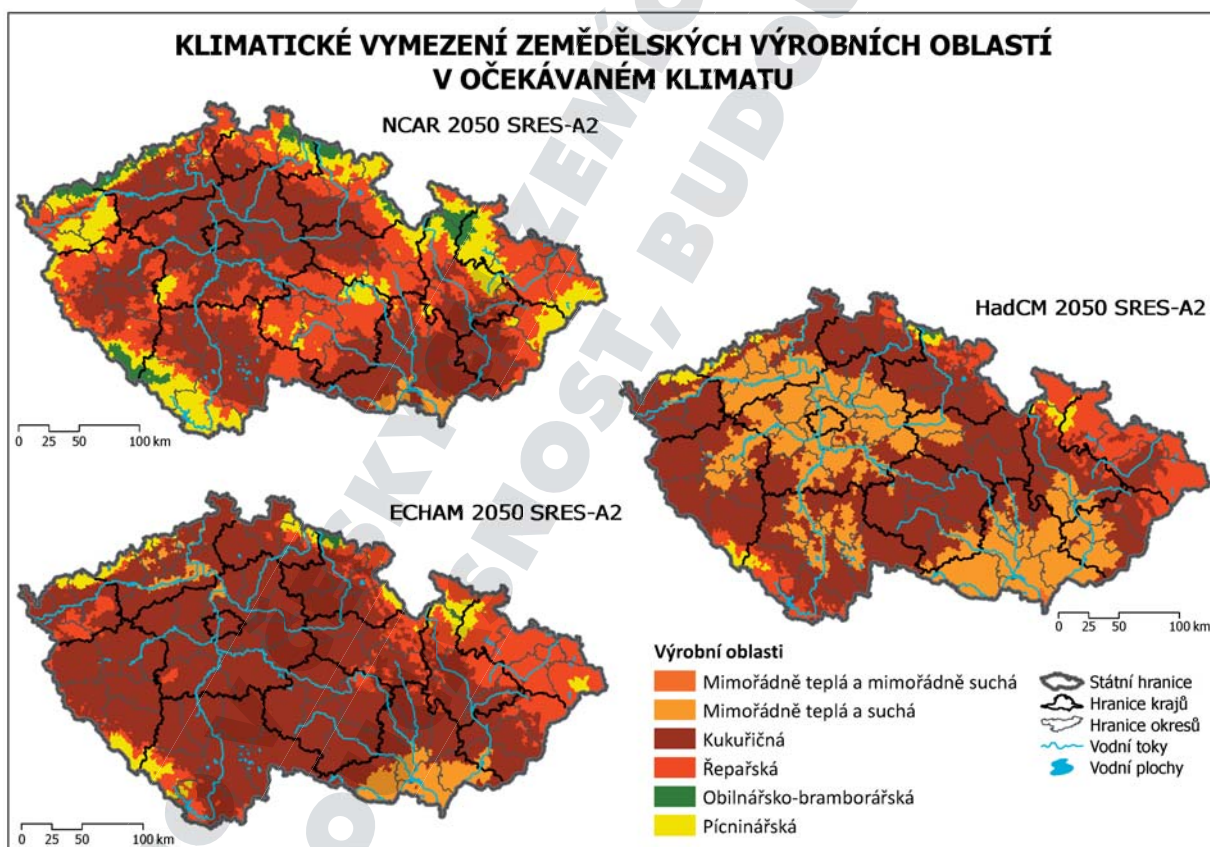 KLIMATICKÉ VYMEZENÍ ZEMĚDĚLSKÝCH VÝROBNÍCH OBLASTÍ
V OČEKÁVANÉM KLIMATU
NCAR 2050 SRES-A2
0 25 50 100 km
HadCM 2050 SRES-A2
0 25 50 100 km
ECHAM 2050 SRES-A2
0 25 50 100 km
Výrobní oblasti
Mimořádně teplá a mimořádně suchá
Mimořádně teplá a suchá
Kukuřičná
Řepařská
Obilnářsko-bramborářská
Pícninářská
Státní hranice
Hranice krajů
Hranice okresů
Vodní toky
Vodní plochy